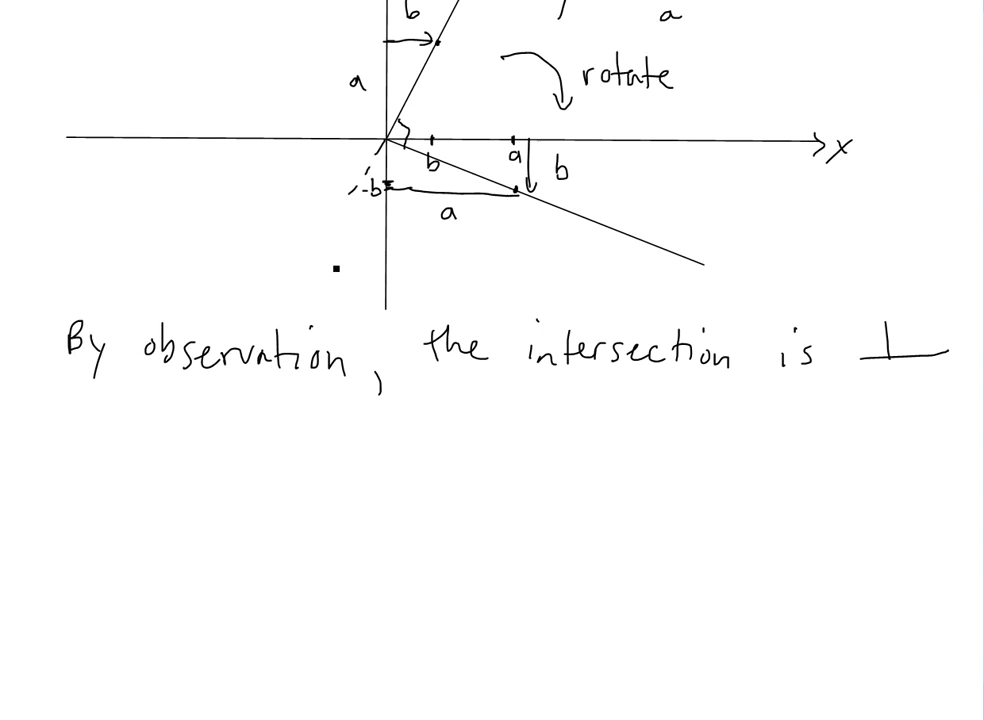 b
a
a
rotate
x
b
a
b
-b
a
By observation, the intersection is ⊥